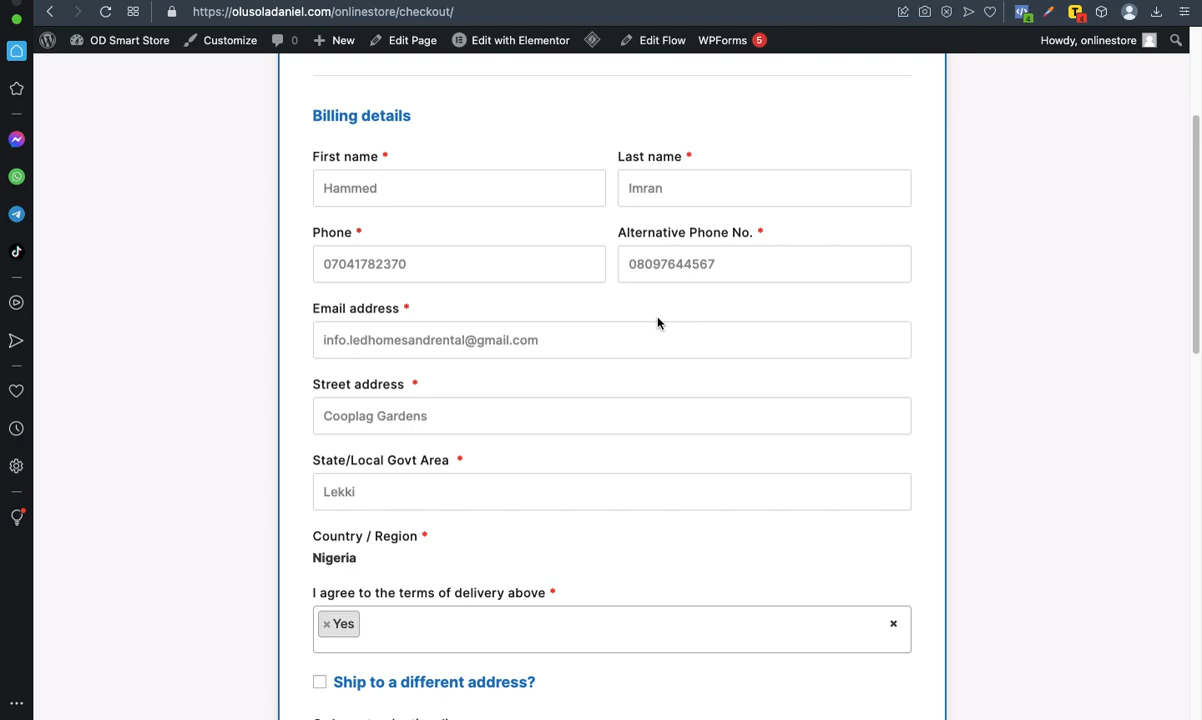 https://olusoladaniel.com/onlinestore/checkout/
4
4
OD Smart Store Customize 0 New Edit Page Edit with Elementor Edit Flow WPForms 5 Howdy, onlinestore
Billing details
First name * Last name *
Hammed Imran
Phone * Alternative Phone No. *
07041782370 08097644567
Email address *
info.ledhomesandrental@gmail.com
Street address *
Cooplag Gardens
State/Local Govt Area *
Lekki
Country / Region *
Nigeria
I agree to the terms of delivery above *
× Yes ×
Ship to a different address?